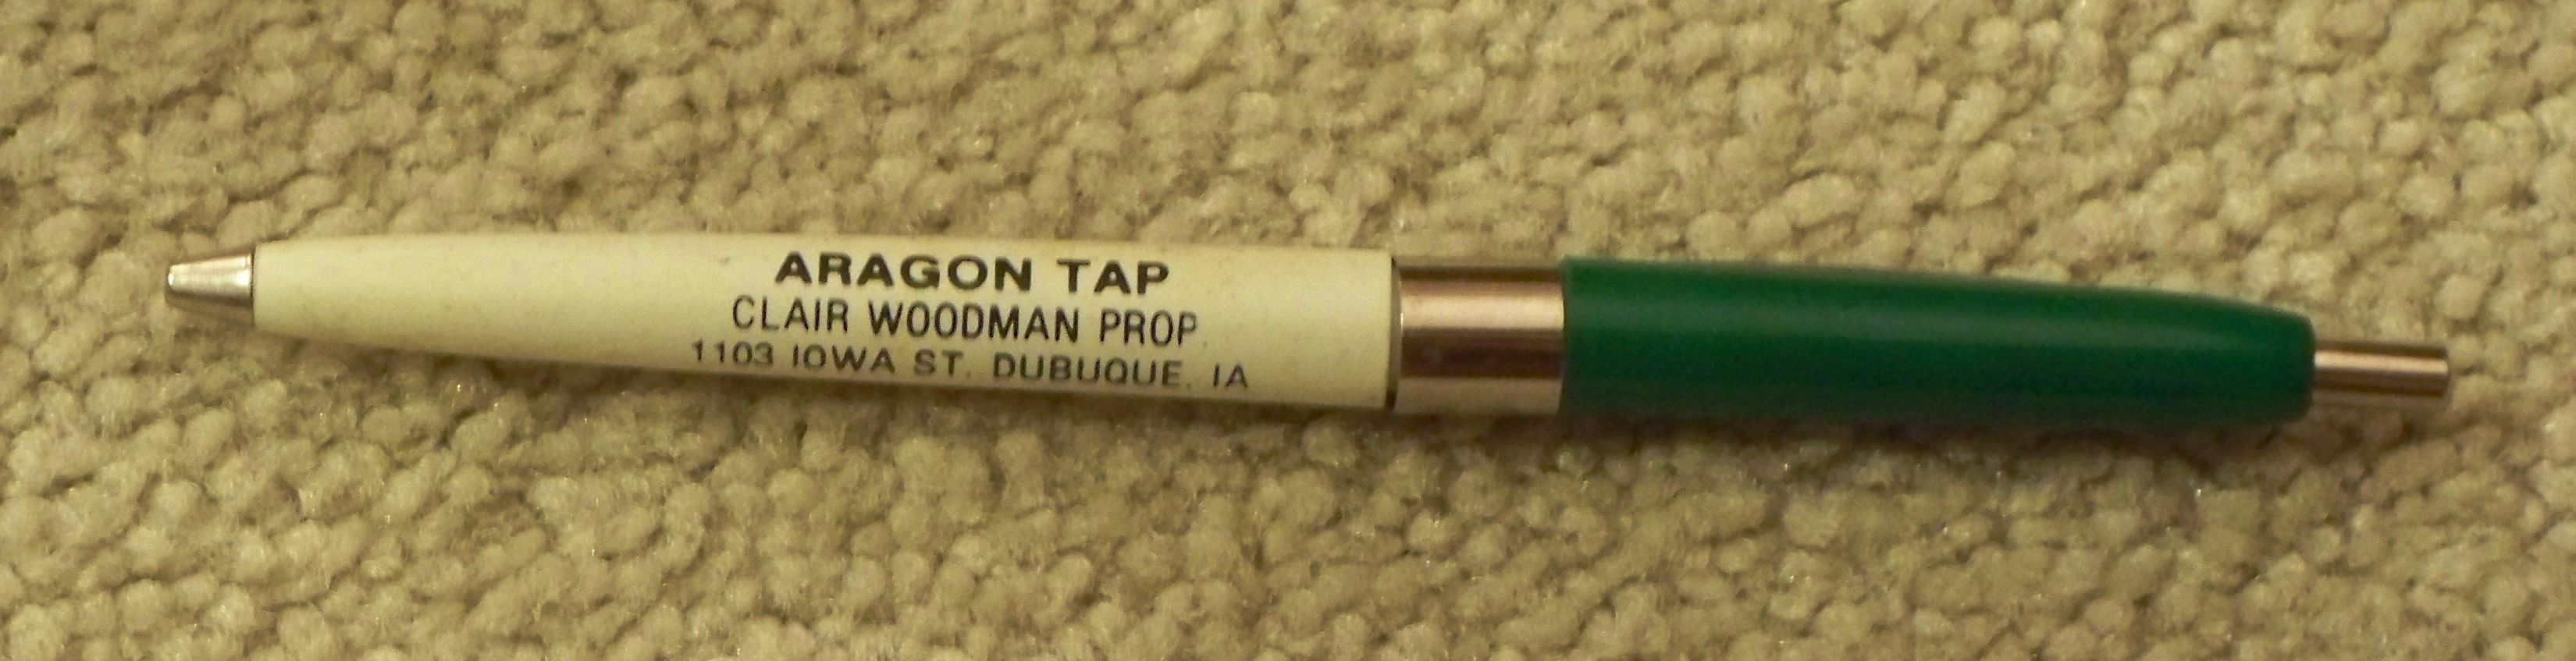 ARAGON TAP
CLAIR WOODMAN PROP.
1103 IOWA ST. DUBUQUE, IA